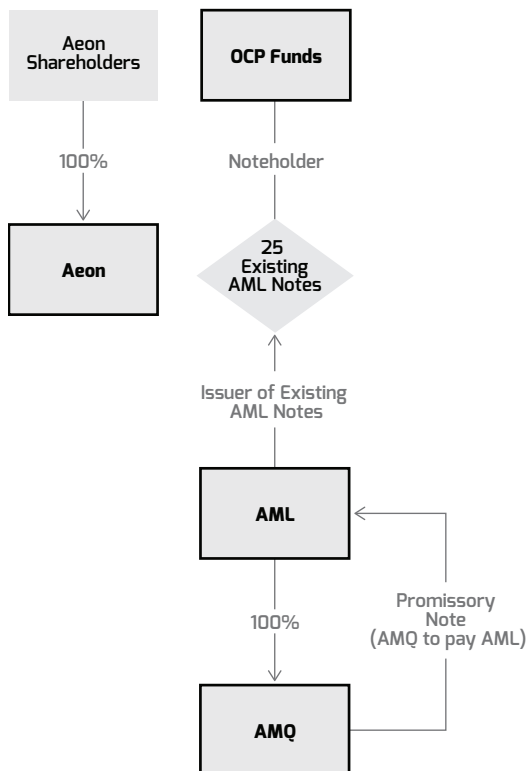 Aeon
Shareholders
OCP Funds
100%
Noteholder
Aeon
25
Existing
AML Notes
Issuer of Existing
AML Notes
AML
100%
Promissory
Note
(AMQ to pay AML)
AMQ